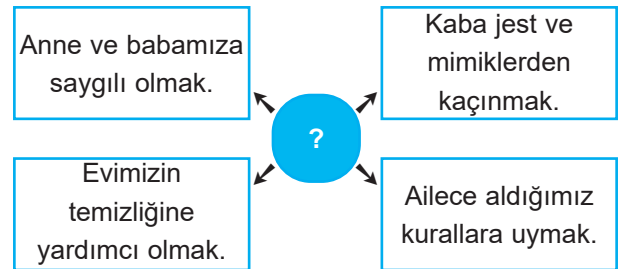 Anne ve babamıza
saygılı olmak.
Kaba jest ve
mimiklerden
kaçınmak.
?
Evimizin
temizliğine
yardımcı olmak.
Ailece aldığımız
kurallara uymak.